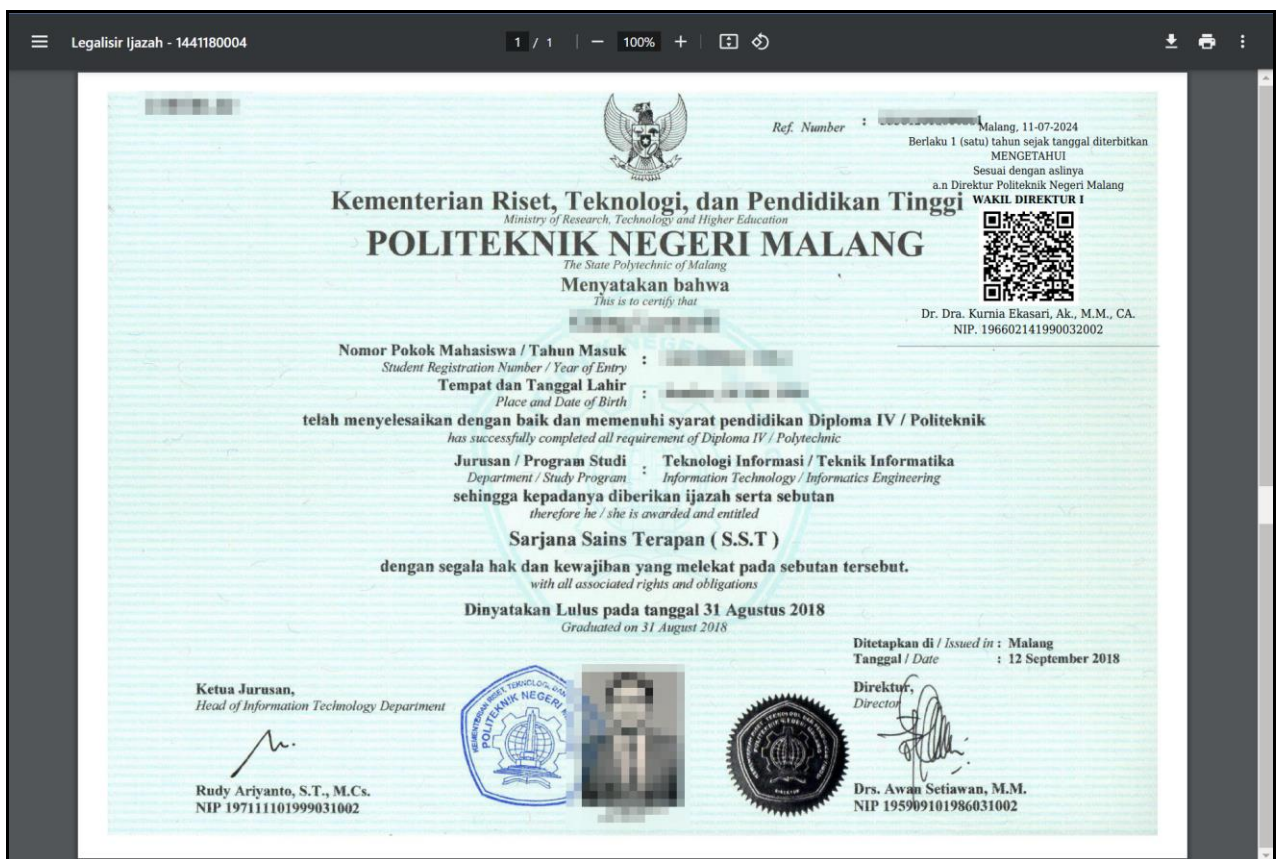 Legalisir Ijazah - 1441180004
1 / 1
100%
Ref. Number :
Malang, 11-07-2024
Berlaku 1 (satu) tahun sejak tanggal diterbitkan
MENGETAHUI
Sesuai dengan aslinya
a.n Direktur Politeknik Negeri Malang
WAKIL DIREKTUR I
Dr. Dra. Kurnia Ekasari, Ak., M.M., CA.
NIP. 196602141990032002
Kementerian Riset, Teknologi, dan Pendidikan Tinggi
Ministry of Research, Technology and Higher Education
POLITEKNIK NEGERI MALANG
The State Polytechnic of Malang
Menyatakan bahwa
This is to certify that
Nomor Pokok Mahasiswa / Tahun Masuk :
Student Registration Number / Year of Entry
Tempat dan Tanggal Lahir :
Place and Date of Birth
telah menyelesaikan dengan baik dan memenuhi syarat pendidikan Diploma IV / Politeknik
has successfully completed all requirement of Diploma IV / Polytechnic
Jurusan / Program Studi : Teknologi Informasi / Teknik Informatika
Department / Study Program Information Technology / Informatics Engineering
sehingga kepadanya diberikan ijazah serta sebutan
therefore he / she is awarded and entitled
Sarjana Sains Terapan ( S.S.T )
dengan segala hak dan kewajiban yang melekat pada sebutan tersebut.
with all associated rights and obligations
Dinyatakan Lulus pada tanggal 31 Agustus 2018
Graduated on 31 August 2018
Ditetapkan di / Issued in : Malang
Tanggal / Date : 12 September 2018
Ketua Jurusan,
Head of Information Technology Department
Rudy Ariyanto, S.T., M.Cs.
NIP 197111101999031002
POLITEKNIK NEGERI
Direktur,
Director
Drs. Awan Setiawan, M.M.
NIP 195909101986031002